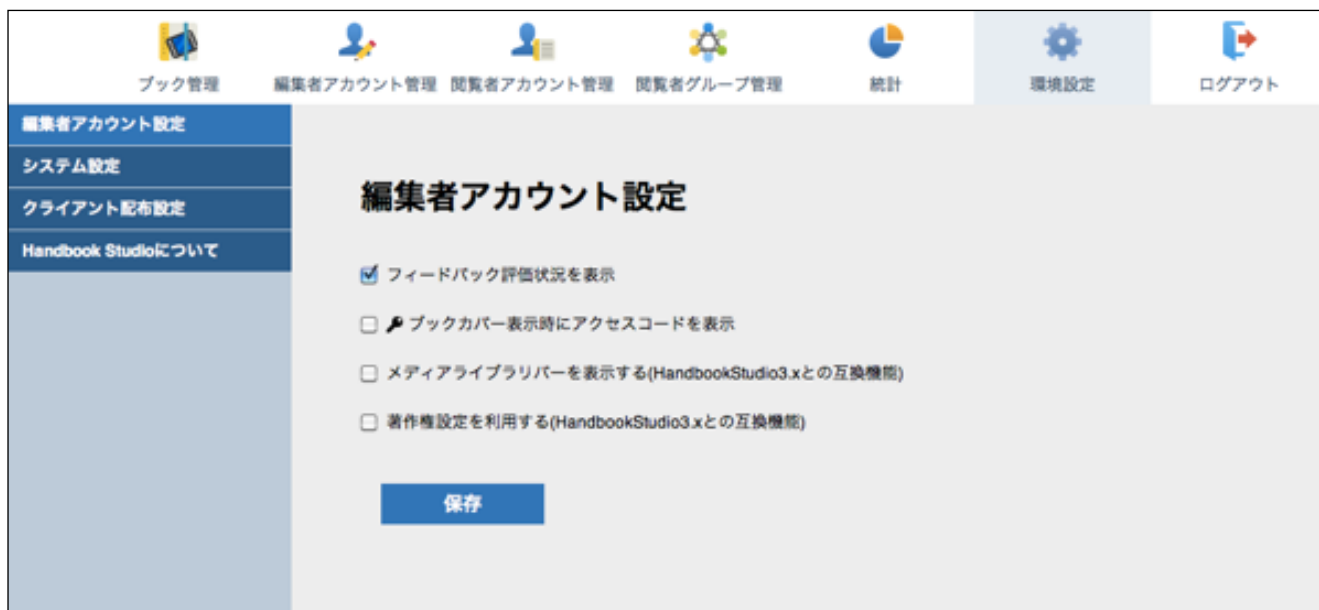 ブック管理
編集者アカウント管理
閲覧者アカウント管理
閲覧者グループ管理
統計
環境設定
ログアウト
編集者アカウント設定
システム設定
クライアント配布設定
Handbook Studioについて
編集者アカウント設定
フィードバック評価状況を表示
ブックカバー表示時にアクセスコードを表示
メディアライブラリバーを表示する(HandbookStudio3.xとの互換機能)
著作権設定を利用する(HandbookStudio3.xとの互換機能)
保存